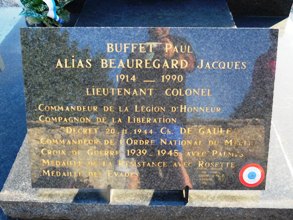 BUFFET PAUL
ALIAS BEAUREGARD JACQUES
1914 — 1990
LIEUTENANT COLONEL
COMMANDEUR DE LA LÉGION D'HONNEUR
COMPAGNON DE LA LIBÉRATION
DÉCRET 20.11.1944 CH. DE GAULLE
COMMANDEUR DE L'ORDRE NATIONAL DU MÉRITE
CROIX DE GUERRE 1939-1945 AVEC PALMES
MÉDAILLE DE LA RÉSISTANCE AVEC ROSETTE
MÉDAILLE DES EVADÉS